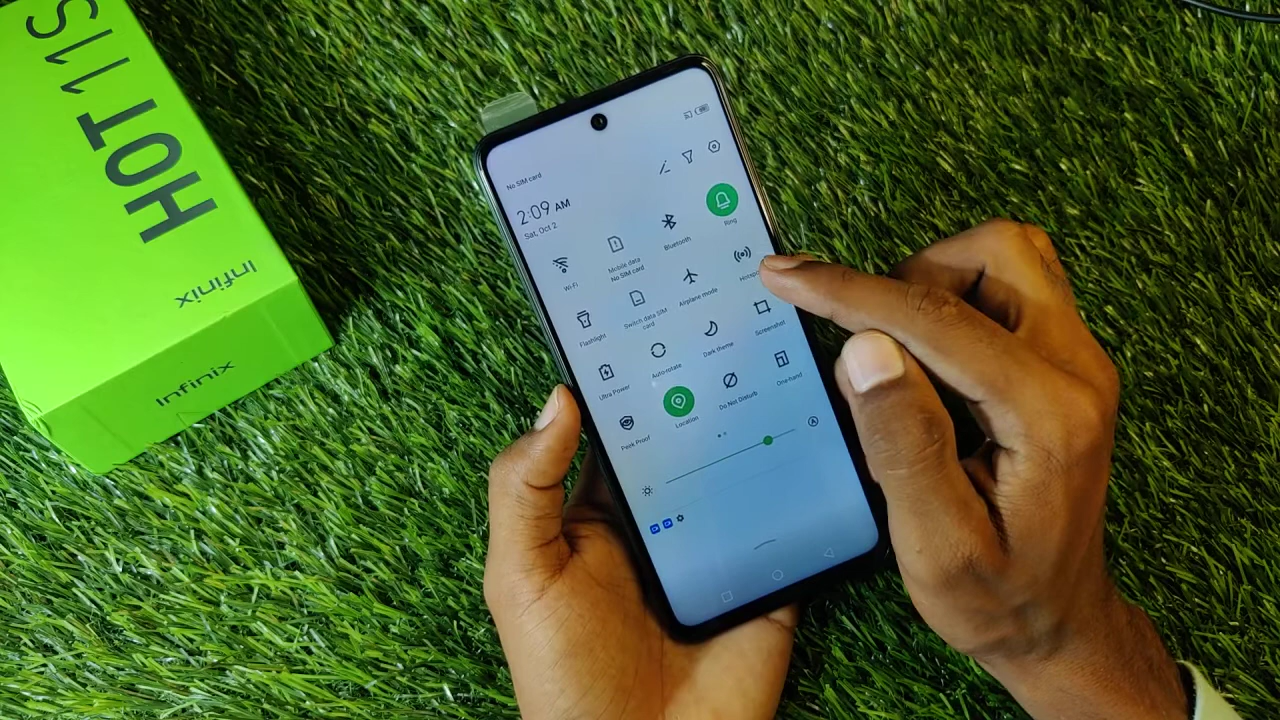 HOT 11S
Infinix
Infinix
No SIM card
2:09 AM
Sat, Oct 2
Wi-Fi
Mobile data
No SIM card
Bluetooth
Ring
Flashlight
Switch data SIM
card
Airplane mode
Ultra Power
Auto-rotate
Dark theme
Screenshot
Peek Proof
Location
Do Not Disturb
One-hand